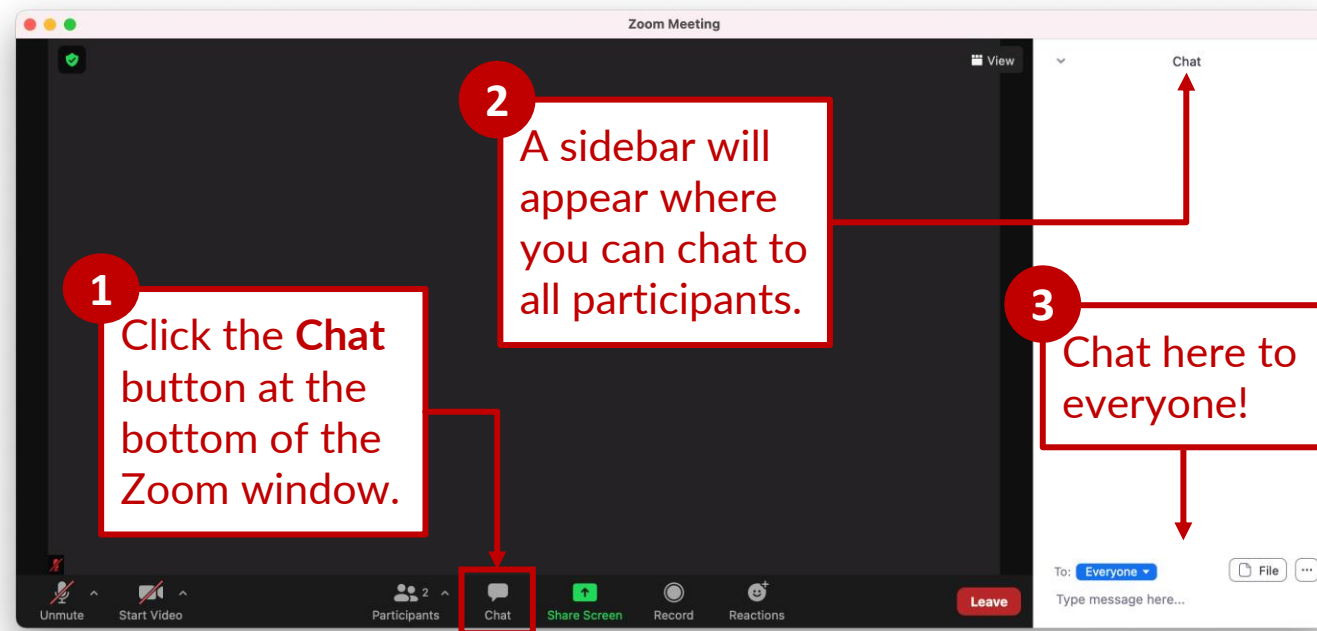 Zoom Meeting
View
Chat
2
A sidebar will
appear where
you can chat to
all participants.
1
Click the Chat
button at the
bottom of the
Zoom window.
3
Chat here to
everyone!
To: Everyone
File
Type message here...
Unmute
Start Video
2
Participants
Chat
Share Screen
Record
Reactions
Leave